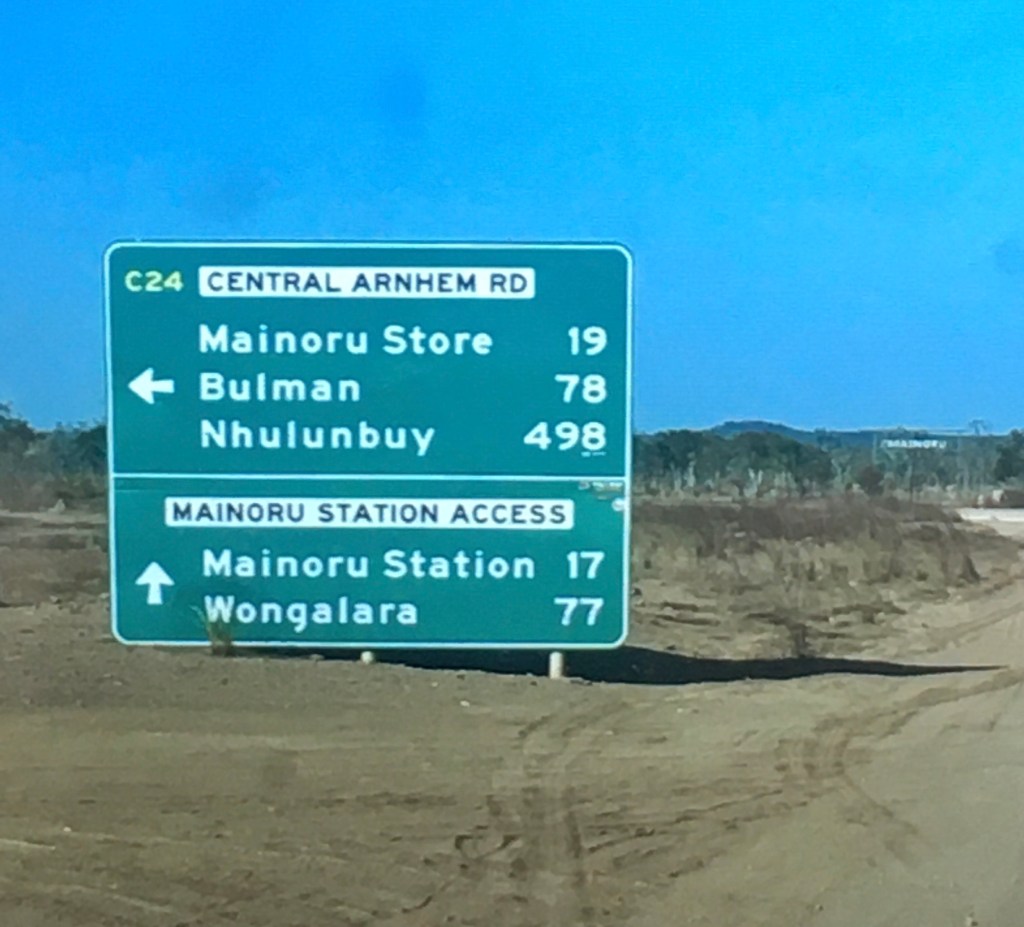 C24 CENTRAL ARNHEM RD
Mainoru Store 19
Bulman 78
Nhulunbuy 498
MAINORU STATION ACCESS
Mainoru Station 17
Wongalara 77
MAINORU